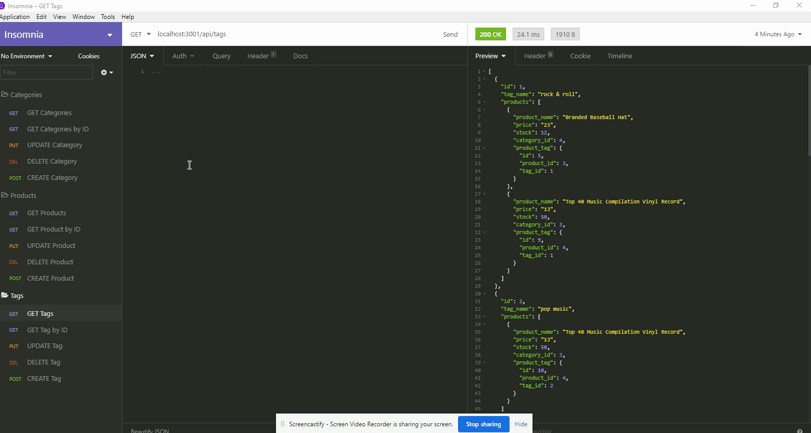 Insomnia – GET Tags
Application Edit View Window Tools Help
Insomnia
GET localhost:3001/api/tags Send
200 OK 24.1 ms 1910 B 4 Minutes Ago
No Environment Cookies
JSON Auth Query Header 1 Docs
Preview Header Cookie Timeline
Filter
Categories
GET GET Categories
GET GET Categories by ID
PUT UPDATE Cataegory
DEL DELETE Category
POST CREATE Category
Products
GET GET Products
GET GET Product by ID
PUT UPDATE Product
DEL DELETE Product
POST CREATE Product
Tags
GET GET Tags
GET GET Tag by ID
PUT UPDATE Tag
DEL DELETE Tag
POST CREATE Tag
1 ...
1 [
2 {
3 "id": 1,
4 "tag_name": "rock & roll",
5 "products": [
6 {
7 "product_name": "Branded Baseball Hat",
8 "price": "23",
9 "stock": 12,
10 "category_id": 4,
11 "product_tag": {
12 "id": 5,
13 "product_id": 3,
14 "tag_id": 1
15 }
16 },
17 {
18 "product_name": "Top 40 Music Compilation Vinyl Record",
19 "price": "13",
20 "stock": 50,
21 "category_id": 3,
22 "product_tag": {
23 "id": 9,
24 "product_id": 4,
25 "tag_id": 1
26 }
27 }
28 ]
29 },
30 {
31 "id": 2,
32 "tag_name": "pop music",
33 "products": [
34 {
35 "product_name": "Top 40 Music Compilation Vinyl Record",
36 "price": "13",
37 "stock": 50,
38 "category_id": 3,
39 "product_tag": {
40 "id": 10,
41 "product_id": 4,
42 "tag_id": 2
43 }
44 }
45 ]
Beautify JSON
Screencastify - Screen Video Recorder is sharing your screen. Stop sharing Hide